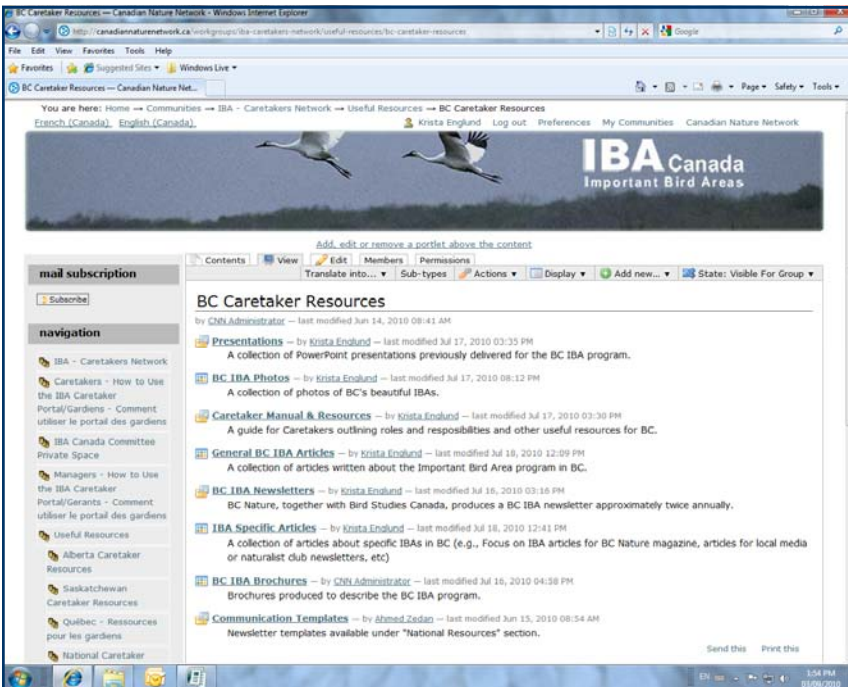 BC Caretaker Resources — Canadian Nature Network - Windows Internet Explorer
http://canadiannaturenetwork.ca/workgroups/iba-caretakers-network/useful-resources/bc-caretaker-resources
Google
File Edit View Favorites Tools Help
Favorites Suggested Sites ▾ Windows Live ▾
BC Caretaker Resources — Canadian Nature Net...
Page ▾ Safety ▾ Tools ▾
You are here: Home → Communities → IBA - Caretakers Network → Useful Resources → BC Caretaker Resources
French (Canada) English (Canada)
Krista Englund Log out Preferences My Communities Canadian Nature Network
IBA Canada
Important Bird Areas
Add, edit or remove a portlet above the content
mail subscription
Subscribe
navigation
IBA - Caretakers Network
Caretakers - How to Use
the IBA Caretaker
Portal/Gardiens - Comment
utiliser le portail des gardiens
IBA Canada Committee
Private Space
Managers - How to Use
the IBA Caretaker
Portal/Gerants - Comment
utiliser le portail des gardiens
Useful Resources
Alberta Caretaker
Resources
Saskatchewan
Caretaker Resources
Québec - Ressources
pour les gardiens
National Caretaker
Contents View Edit Members Permissions
Translate into... ▾ Sub-types Actions ▾ Display ▾ Add new... ▾ State: Visible For Group ▾
BC Caretaker Resources
by CNN Administrator — last modified Jun 14, 2010 08:41 AM
Presentations — by Krista Englund — last modified Jul 17, 2010 03:35 PM
A collection of PowerPoint presentations previously delivered for the BC IBA program.
BC IBA Photos — by Krista Englund — last modified Jul 17, 2010 08:12 PM
A collection of photos of BC's beautiful IBAs.
Caretaker Manual & Resources — by Krista Englund — last modified Jul 17, 2010 03:30 PM
A guide for Caretakers outlining roles and resposibilities and other useful resources for BC.
General BC IBA Articles — by Krista Englund — last modified Jul 18, 2010 12:09 PM
A collection of articles written about the Important Bird Area program in BC.
BC IBA Newsletters — by Krista Englund — last modified Jul 16, 2010 03:16 PM
BC Nature, together with Bird Studies Canada, produces a BC IBA newsletter approximately twice annually.
IBA Specific Articles — by Krista Englund — last modified Jul 18, 2010 12:41 PM
A collection of articles about specific IBAs in BC (e.g., Focus on IBA articles for BC Nature magazine, articles for local media
or naturalist club newsletters, etc)
BC IBA Brochures — by CNN Administrator — last modified Jul 16, 2010 04:58 PM
Brochures produced to describe the BC IBA program.
Communication Templates — by Ahmed Zedan — last modified Jun 15, 2010 08:54 AM
Newsletter templates available under "National Resources" section.
Send this Print this
EN
1:54 PM
03/09/2010